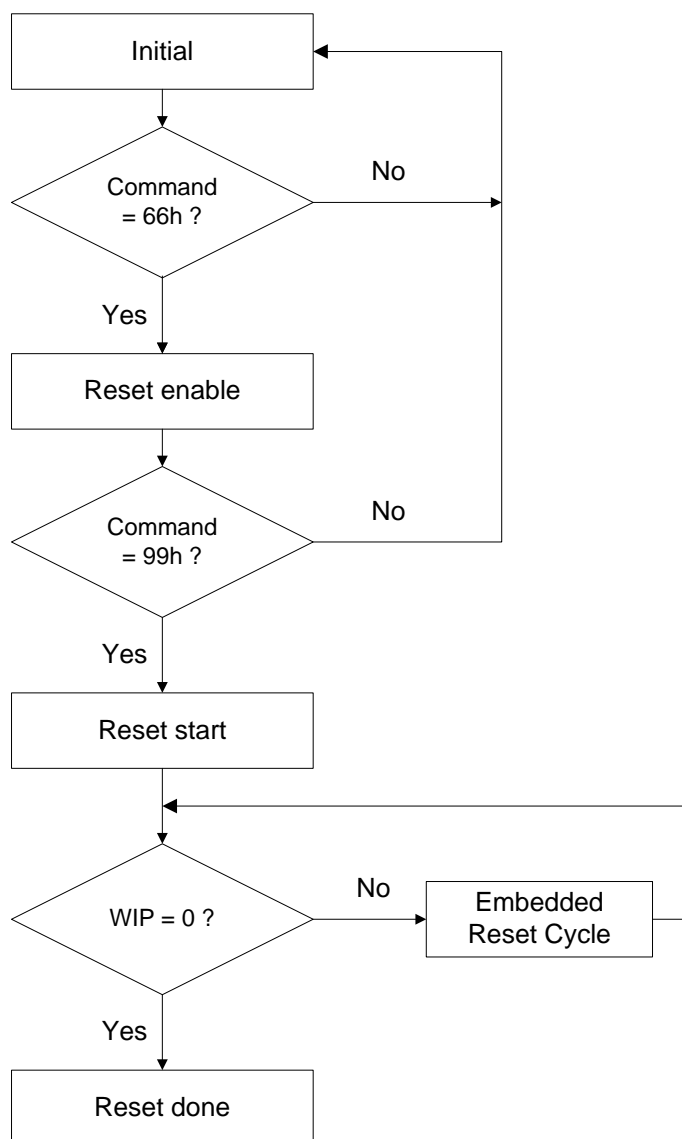 Initial
Command
= 66h ?
No
Yes
Reset enable
Command
= 99h ?
No
Yes
Reset start
WIP = 0 ?
No
Embedded
Reset Cycle
Yes
Reset done